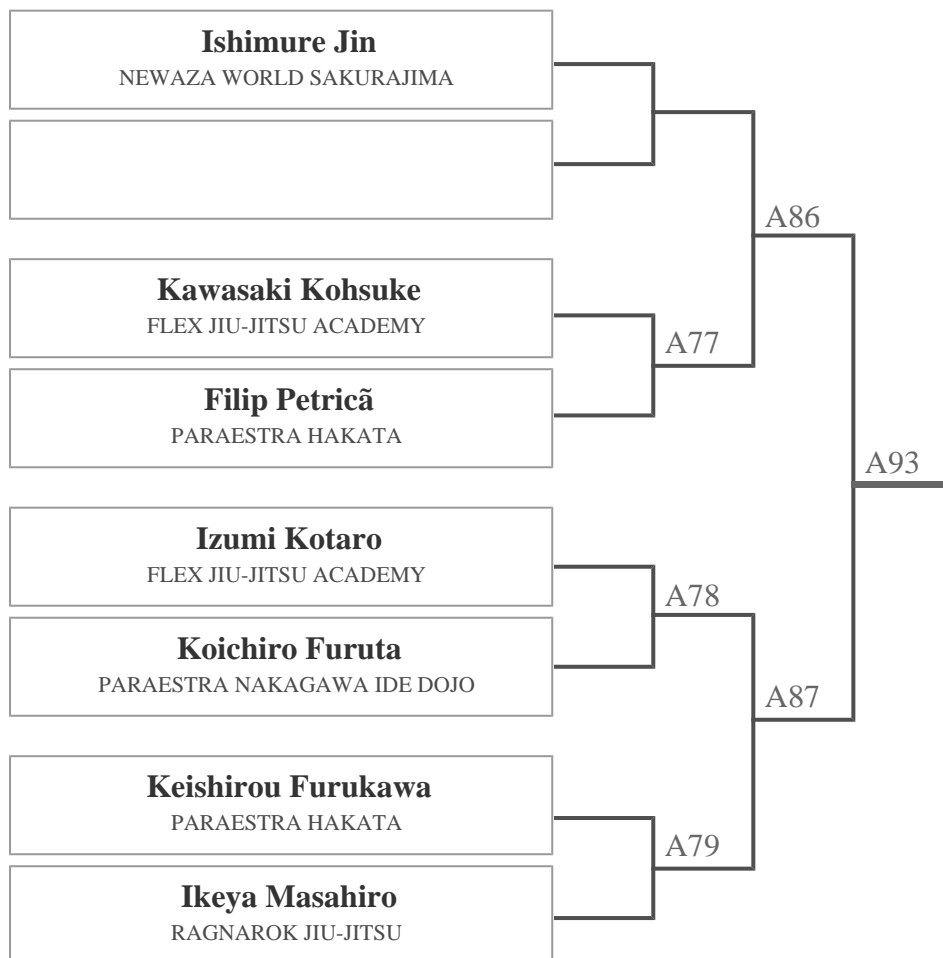 Ishimure Jin
NEWAZA WORLD SAKURAJIMA
A86
Kawasaki Kohsuke
FLEX JIU-JITSU ACADEMY
A77
Filip Petricã
PARAESTRA HAKATA
A93
Izumi Kotaro
FLEX JIU-JITSU ACADEMY
A78
Koichiro Furuta
PARAESTRA NAKAGAWA IDE DOJO
A87
Keishirou Furukawa
PARAESTRA HAKATA
A79
Ikeya Masahiro
RAGNAROK JIU-JITSU